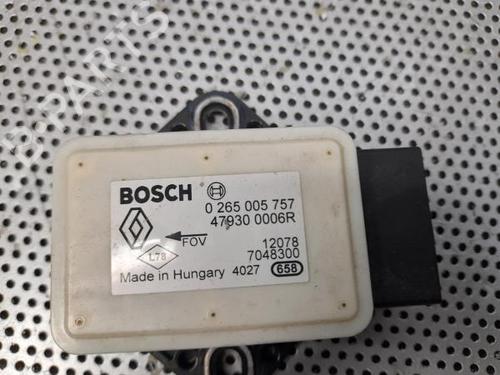 B-PARTS
BOSCH
0 265 005 757
47930 0006R
FOV
12078
L78
7048300
Made in Hungary 4027 658